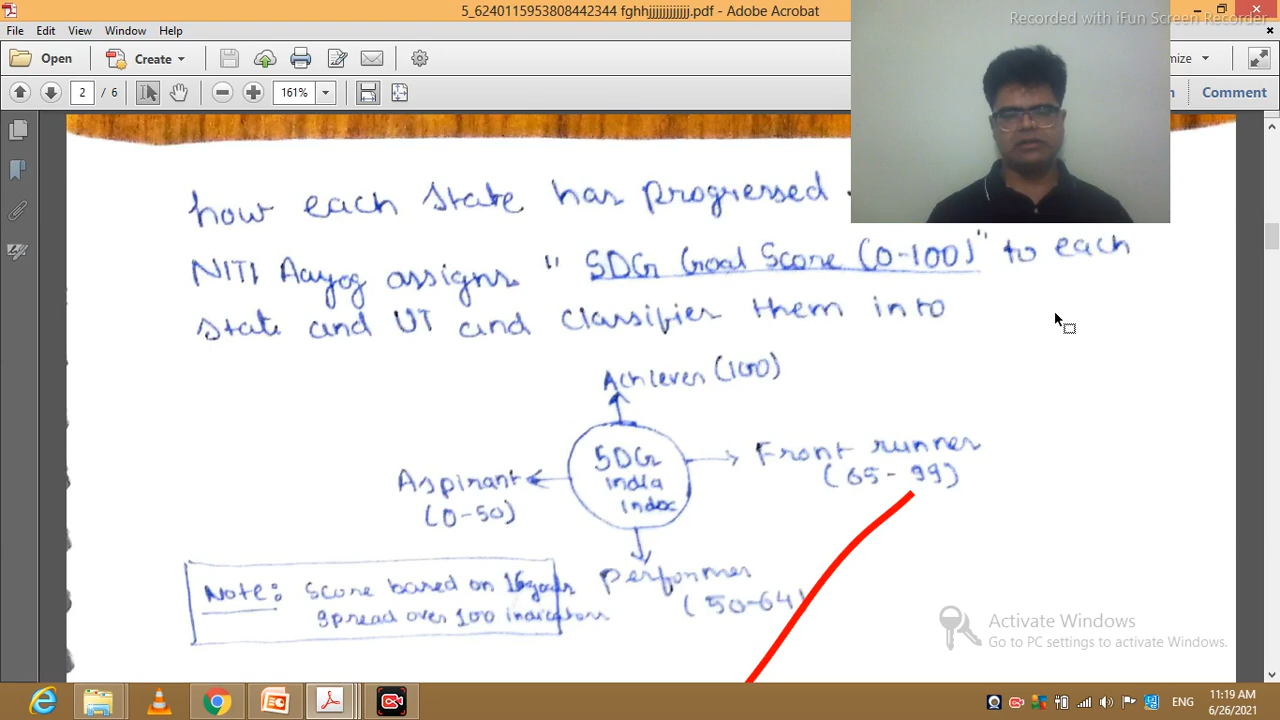 5_6240115953808442344 fghhjjjjjjjjjjjj.pdf - Adobe Acrobat
Recorded with iFun Screen Recorder
File Edit View Window Help
Open Create
2 / 6 161% Comment
how each state has progressed
NITI Aayog assigns "SDG Goal Score (0-100)" to each
state and UT and classifier them into
Achiever (100)
SDG
india
index
Front runner
(65-99)
Aspirant
(0-50)
Performer
(50-64)
Note: Score based on 16 goals
spread over 100 indicators
Activate Windows
Go to PC settings to activate Windows.
ENG
11:19 AM
6/26/2021